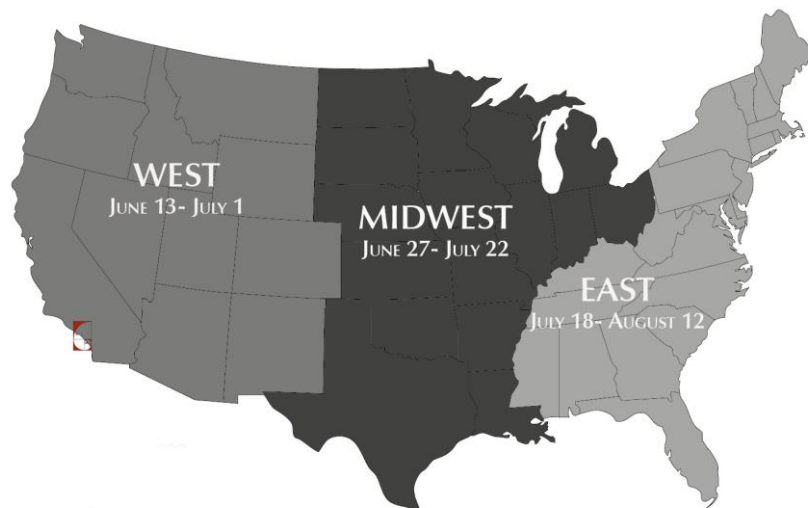 WEST
June 13- July 1
MIDWEST
June 27- July 22
EAST
July 18- August 12